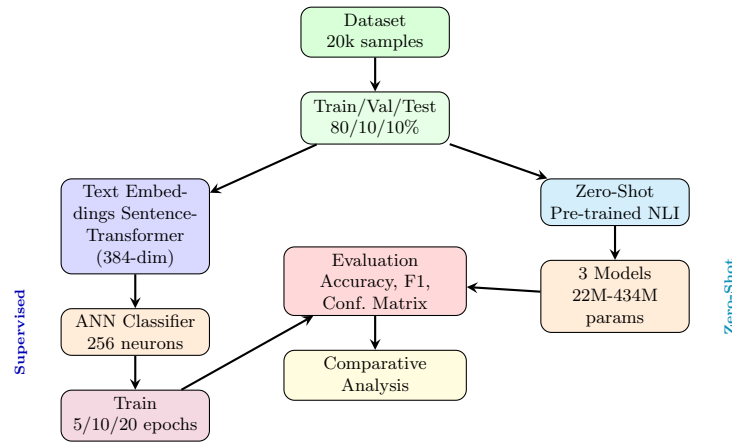 Dataset
20k samples
Train/Val/Test
80/10/10%
Text Embed-
dings Sentence-
Transformer
(384-dim)
ANN Classifier
256 neurons
Train
5/10/20 epochs
Supervised
Zero-Shot
Pre-trained NLI
3 Models
22M-434M
params
Zero-Shot
Evaluation
Accuracy, F1,
Conf. Matrix
Comparative
Analysis